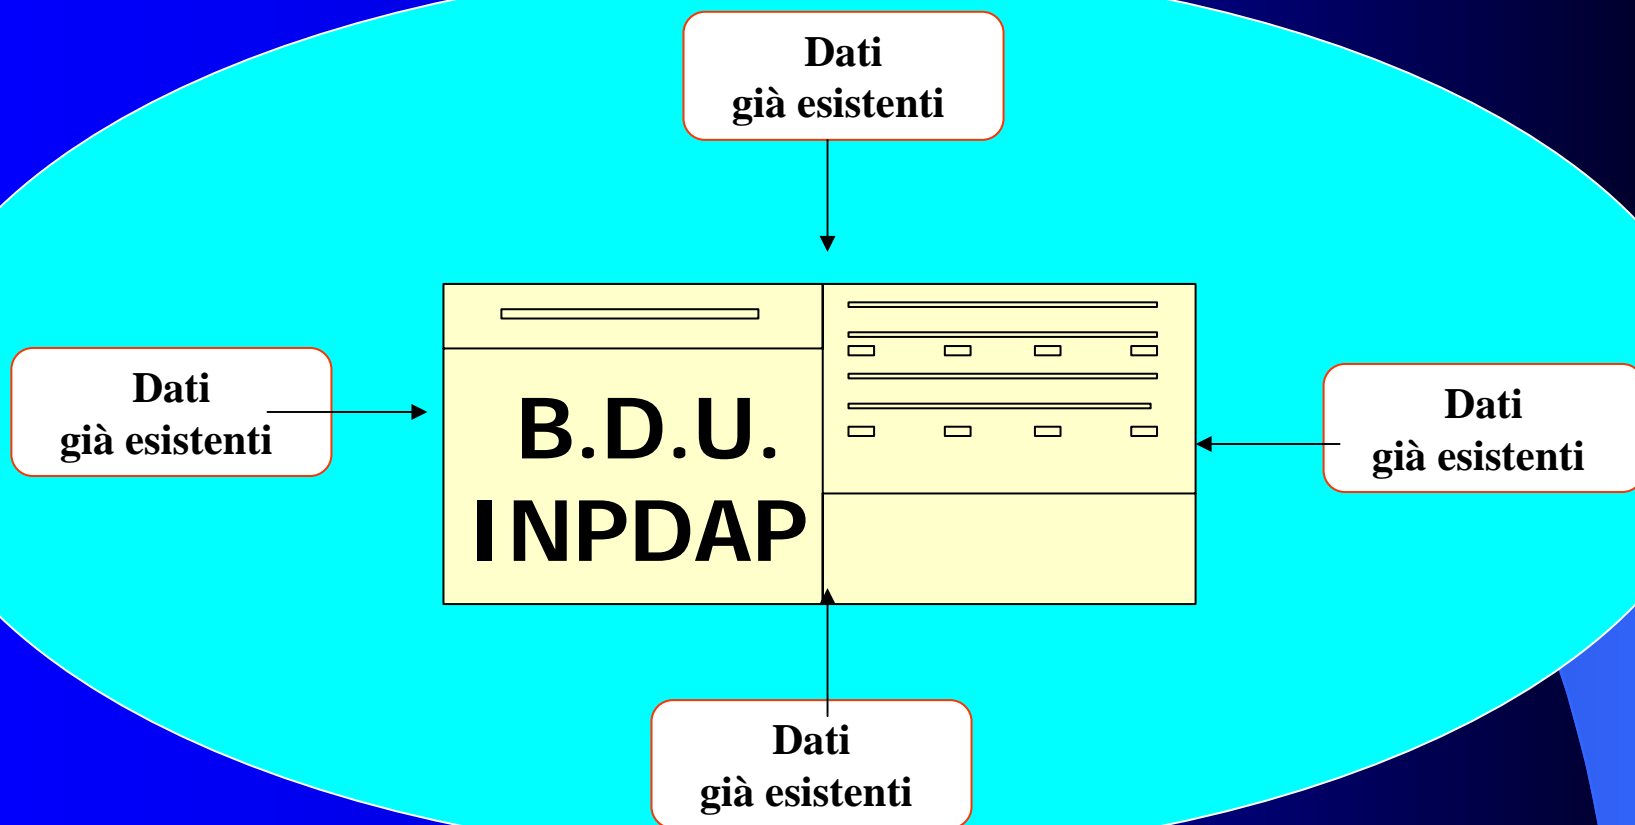 Dati
già esistenti
Dati
già esistenti
B.D.U.
INPDAP
Dati
già esistenti
Dati
già esistenti